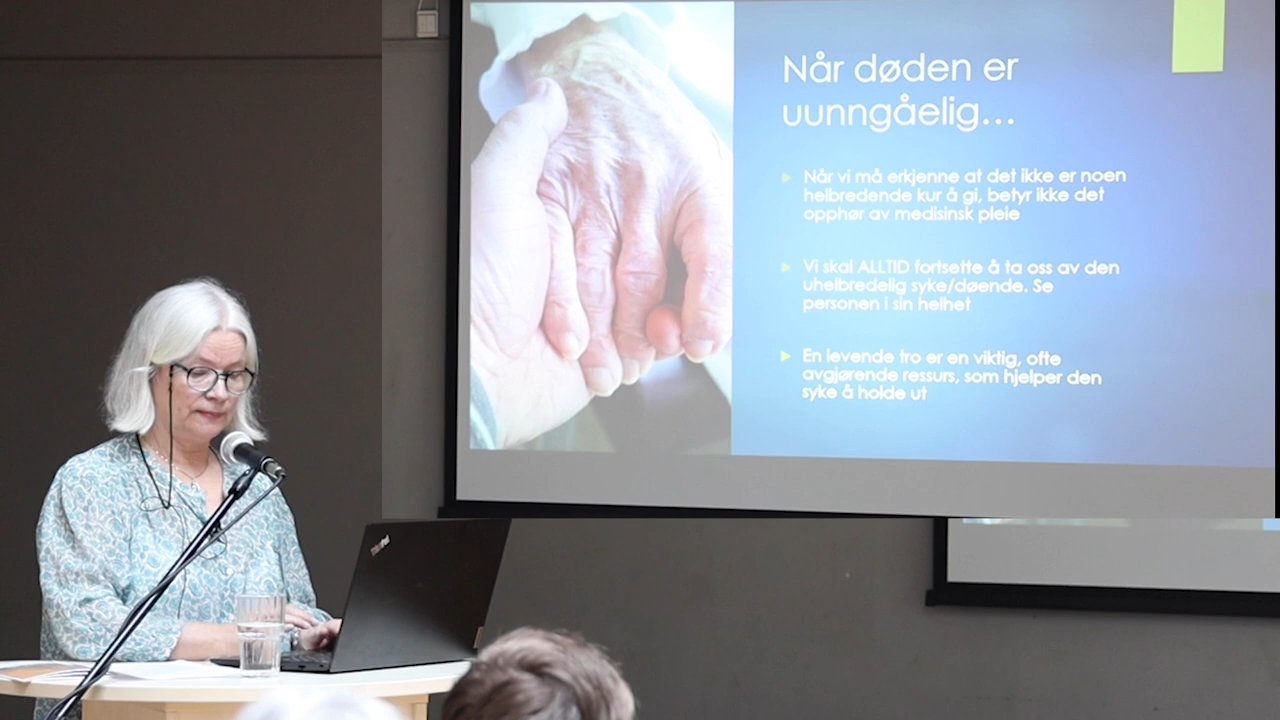 Når døden er
uunngåelig...
Når vi må erkjenne at det ikke er noen
helbredende kur å gi, betyr ikke det
opphør av medisinsk pleie
Vi skal ALLTID fortsette å ta oss av den
uhelbredelig syke/døende. Se
personen i sin helhet
En levende tro er en viktig, ofte
avgjørende ressurs, som hjelper den
syke å holde ut
ThinkPad